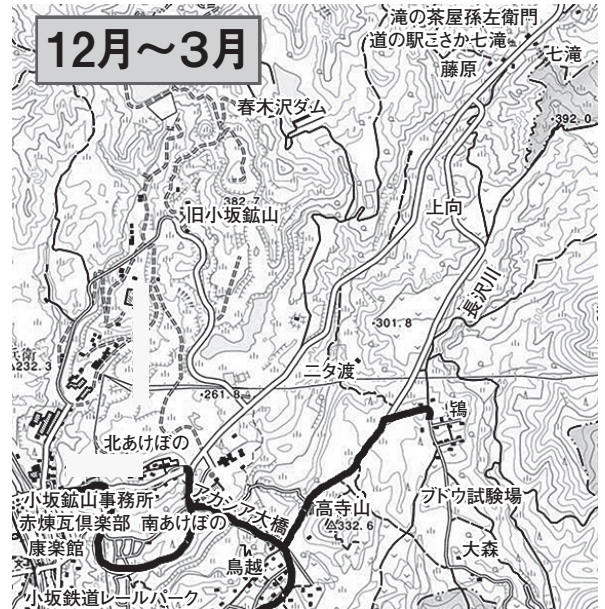 12月～3月
滝の茶屋孫左衛門
道の駅こさか七滝
藤原
七滝
・392.0
春木沢ダム
382.7
旧小坂鉱山
上向
長沢川
・301.8
232.3
二タ渡
・261.8
鴇
北あけぼの
小坂鉱山事務所
アカシア大橋
高寺山
332.6
ブドウ試験場
赤煉瓦倶楽部 南あけぼの
康楽館
鳥越
大森
小坂鉄道レールパーク